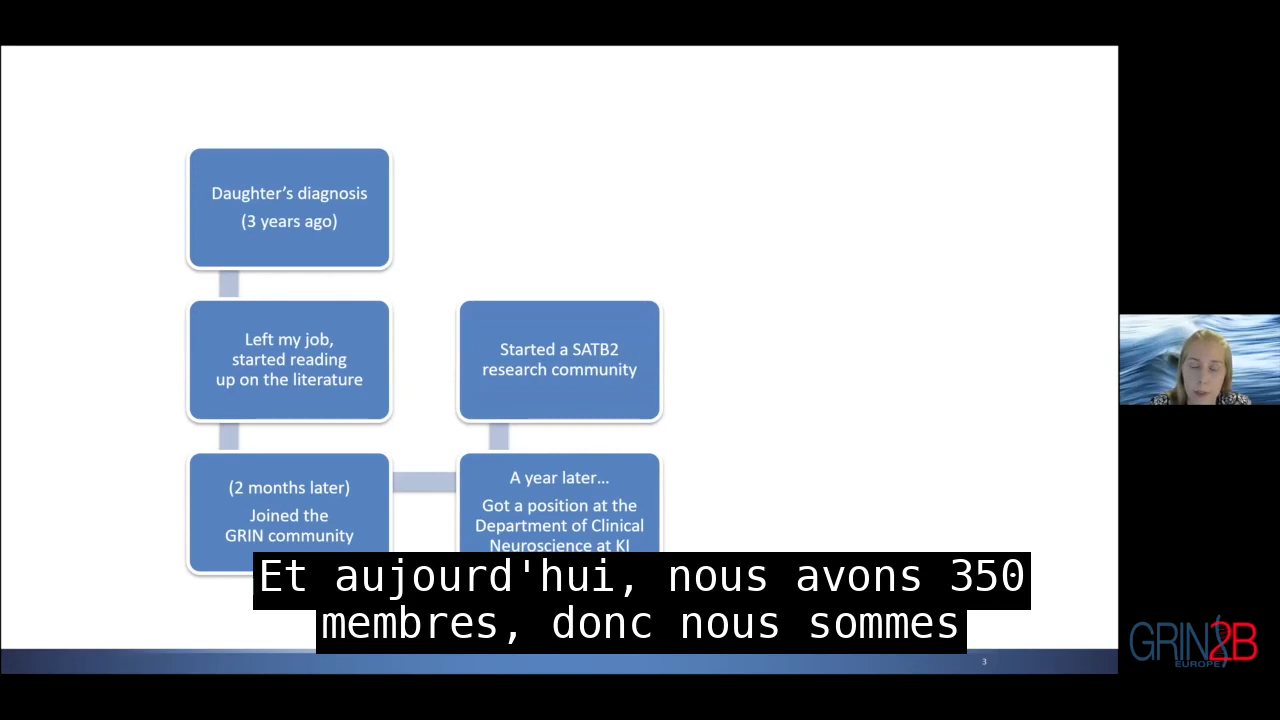 Daughter’s diagnosis
(3 years ago)
Left my job,
started reading
up on the literature
(2 months later)
Joined the
GRIN community
A year later…
Got a position at the
Department of Clinical
Neuroscience at KI
Started a SATB2
research community
Et aujourd'hui, nous avons 350
membres, donc nous sommes
3
GRIN2B
EUROPE